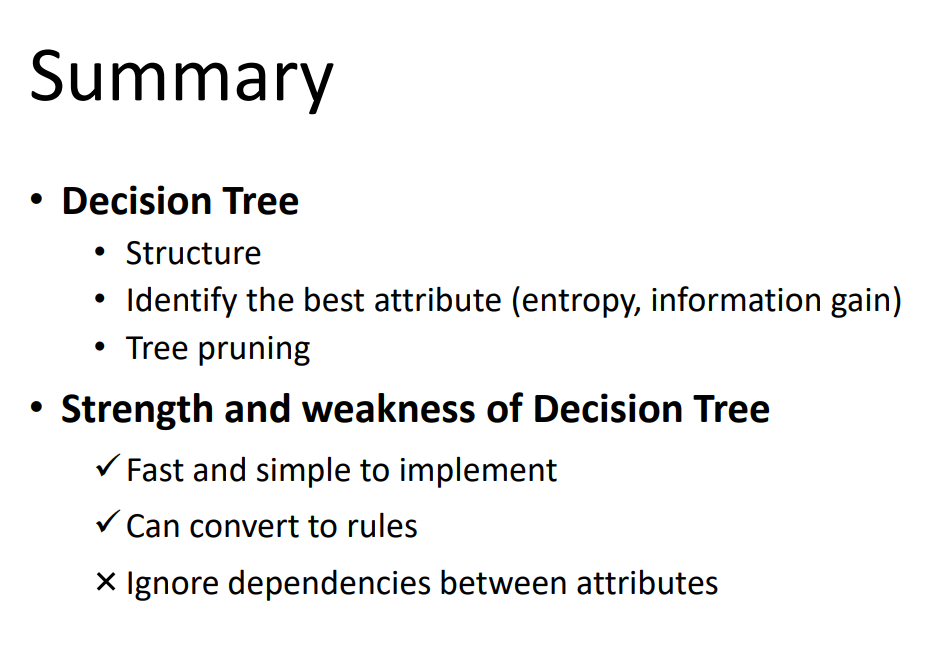 Summary
• Decision Tree
• Structure
• Identify the best attribute (entropy, information gain)
• Tree pruning
• Strength and weakness of Decision Tree
✓ Fast and simple to implement
✓ Can convert to rules
✕ Ignore dependencies between attributes